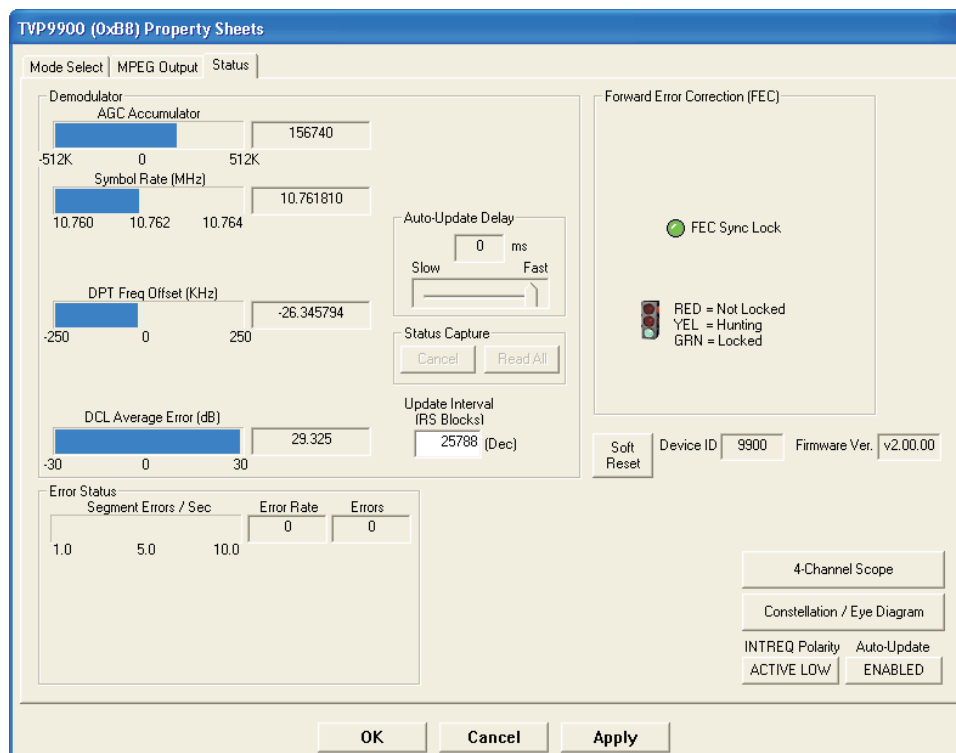 TVP9900 (0xB8) Property Sheets
Mode Select
MPEG Output
Status
Demodulator
AGC Accumulator
156740
-512K 0 512K
Symbol Rate (MHz)
10.761810
10.760 10.762 10.764
DPT Freq Offset (KHz)
-26.345794
-250 0 250
DCL Average Error (dB)
29.325
-30 0 30
Auto-Update Delay
0 ms
Slow Fast
Status Capture
Cancel Read All
Update Interval
(RS Blocks)
25788 (Dec)
Forward Error Correction (FEC)
FEC Sync Lock
RED = Not Locked
YEL = Hunting
GRN = Locked
Soft
Reset
Device ID 9900 Firmware Ver. v2.00.00
Error Status
Segment Errors / Sec Error Rate Errors
0 0
1.0 5.0 10.0
4-Channel Scope
Constellation / Eye Diagram
INTREQ Polarity Auto-Update
ACTIVE LOW ENABLED
OK Cancel Apply